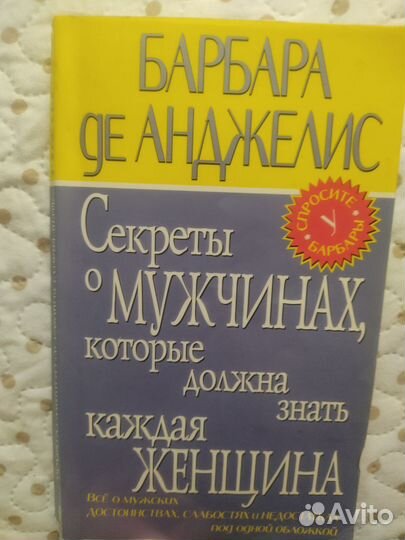 БАРБАРА
де АНДЖЕЛИС
СПРОСИТЕ
У
БАРБАРЫ
Секреты
о МУЖЧИНАХ,
которые
должна
знать
каждая
ЖЕНЩИНА
ВСЁ О МУЖСКИХ
ДОСТОИНСТВАХ, СЛАБОСТЯХ И
ПОД ОДНОЙ ОБЛОЖКОЙ
Avito